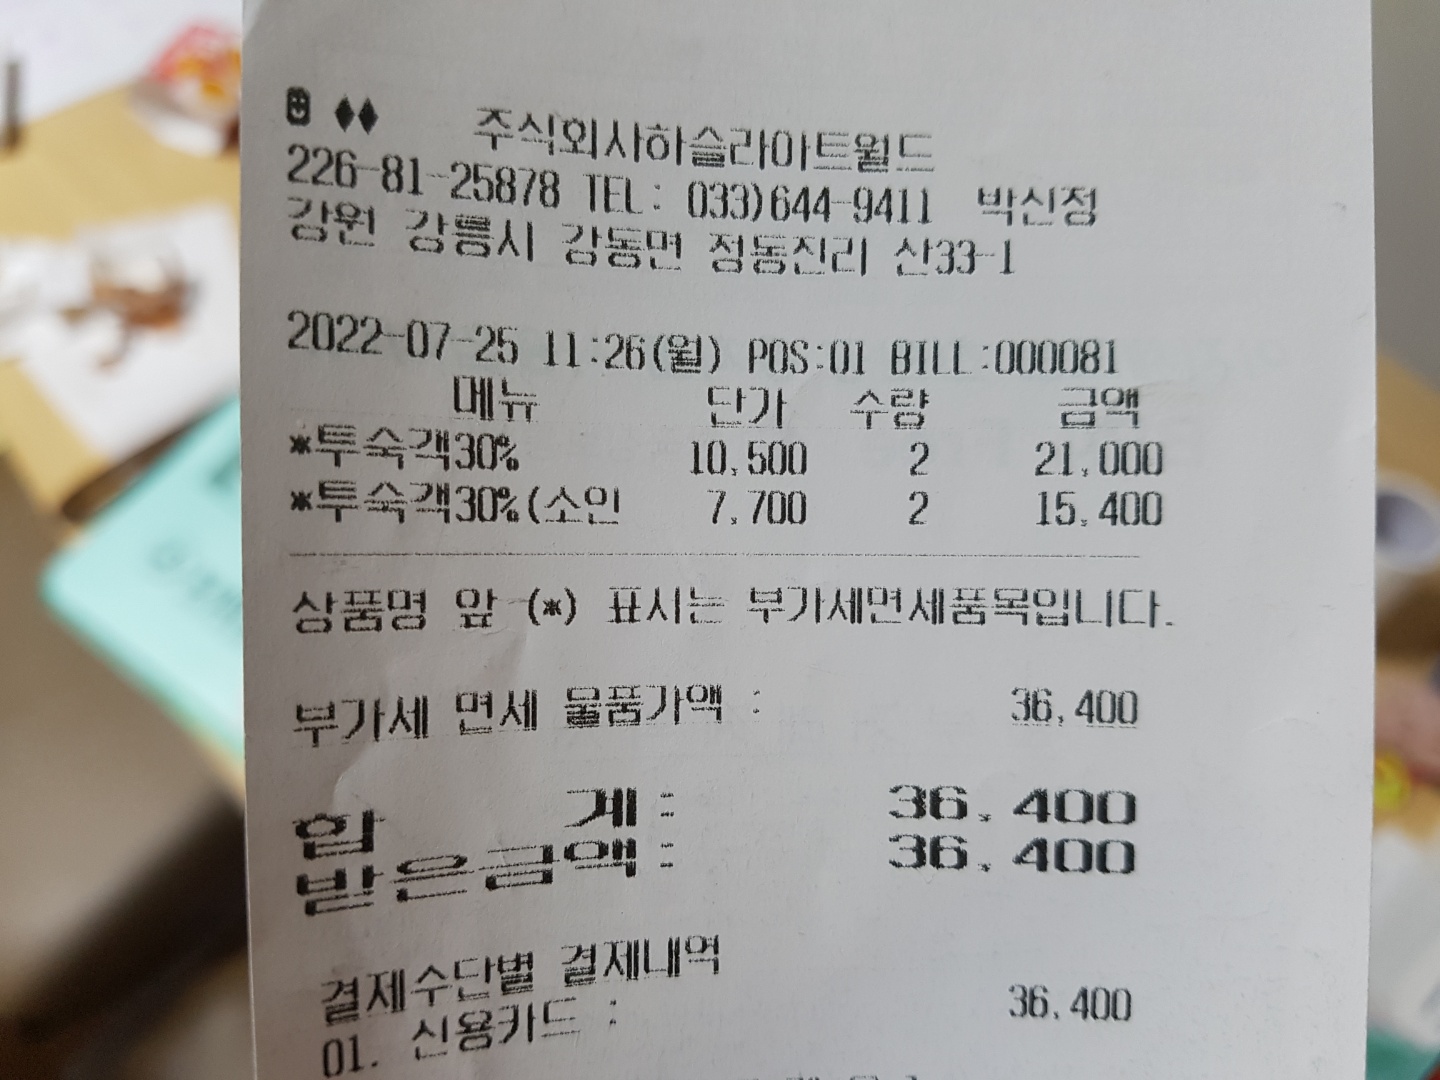 주식회사하슬라아트월드
226-81-25878 TEL: 033)644-9411 박신정
강원 강릉시 강동면 정동진리 산33-1
2022-07-25 11:26(월) POS:01 BILL:000081
메뉴 단가 수량 금액
*투숙객30% 10,500 2 21,000
*투숙객30%(소인 7,700 2 15,400
상품명 앞 (*) 표시는 부가세면세품목입니다.
부가세 면세 물품가액 : 36,400
합 계: 36,400
받은금액: 36,400
결제수단별 결제내역
01. 신용카드 : 36,400